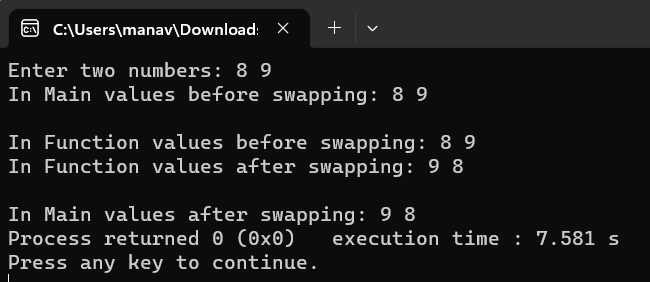 C:\Users\manav\Download:
Enter two numbers: 8 9
In Main values before swapping: 8 9
In Function values before swapping: 8 9
In Function values after swapping: 9 8
In Main values after swapping: 9 8
Process returned 0 (0x0)   execution time : 7.581 s
Press any key to continue.